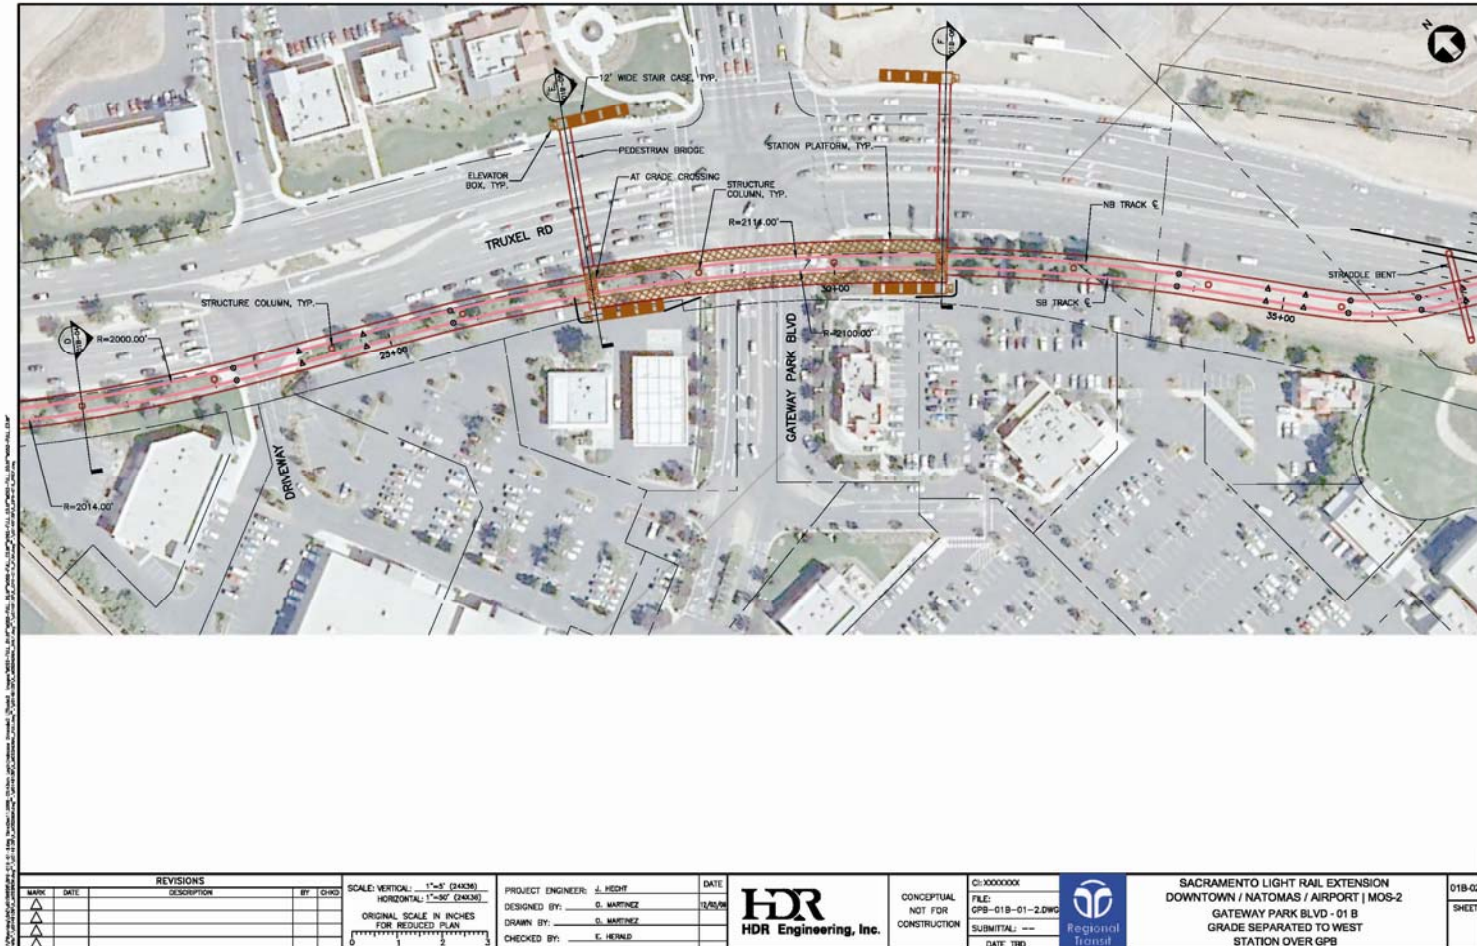 N
F
E
12' WIDE STAIR CASE, TYP.
PEDESTRIAN BRIDGE
STATION PLATFORM, TYP.
ELEVATOR
BOX, TYP.
AT GRADE CROSSING
STRUCTURE
COLUMN, TYP.
NB TRACK ℄
TRUXEL RD
R=2114.00'
STRADDLE BENT
STRUCTURE COLUMN, TYP.
30+00
SB TRACK ℄
35+00
D
R=2000.00'
25+00
R=2100.00'
GATEWAY PARK BLVD
DRIVEWAY
R=2014.00'
REVISIONS
MARK DATE DESCRIPTION BY CHKD
SCALE: VERTICAL: 1"=5' (24X36)
HORIZONTAL: 1"=50' (24X36)
ORIGINAL SCALE IN INCHES
FOR REDUCED PLAN
0 1 2 3
PROJECT ENGINEER: J. HECHT
DESIGNED BY: O. MARTINEZ
DRAWN BY: O. MARTINEZ
CHECKED BY: E. HERALD
DATE
HDR
HDR Engineering, Inc.
CONCEPTUAL
NOT FOR
CONSTRUCTION
CI: XXXXXXX
FILE:
GPB-01B-01-2.DWG
SUBMITTAL: --
DATE TBD
Regional
Transit
SACRAMENTO LIGHT RAIL EXTENSION
DOWNTOWN / NATOMAS / AIRPORT | MOS-2
GATEWAY PARK BLVD - 01 B
GRADE SEPARATED TO WEST
STATION OVER GPB
01B-02
SHEET